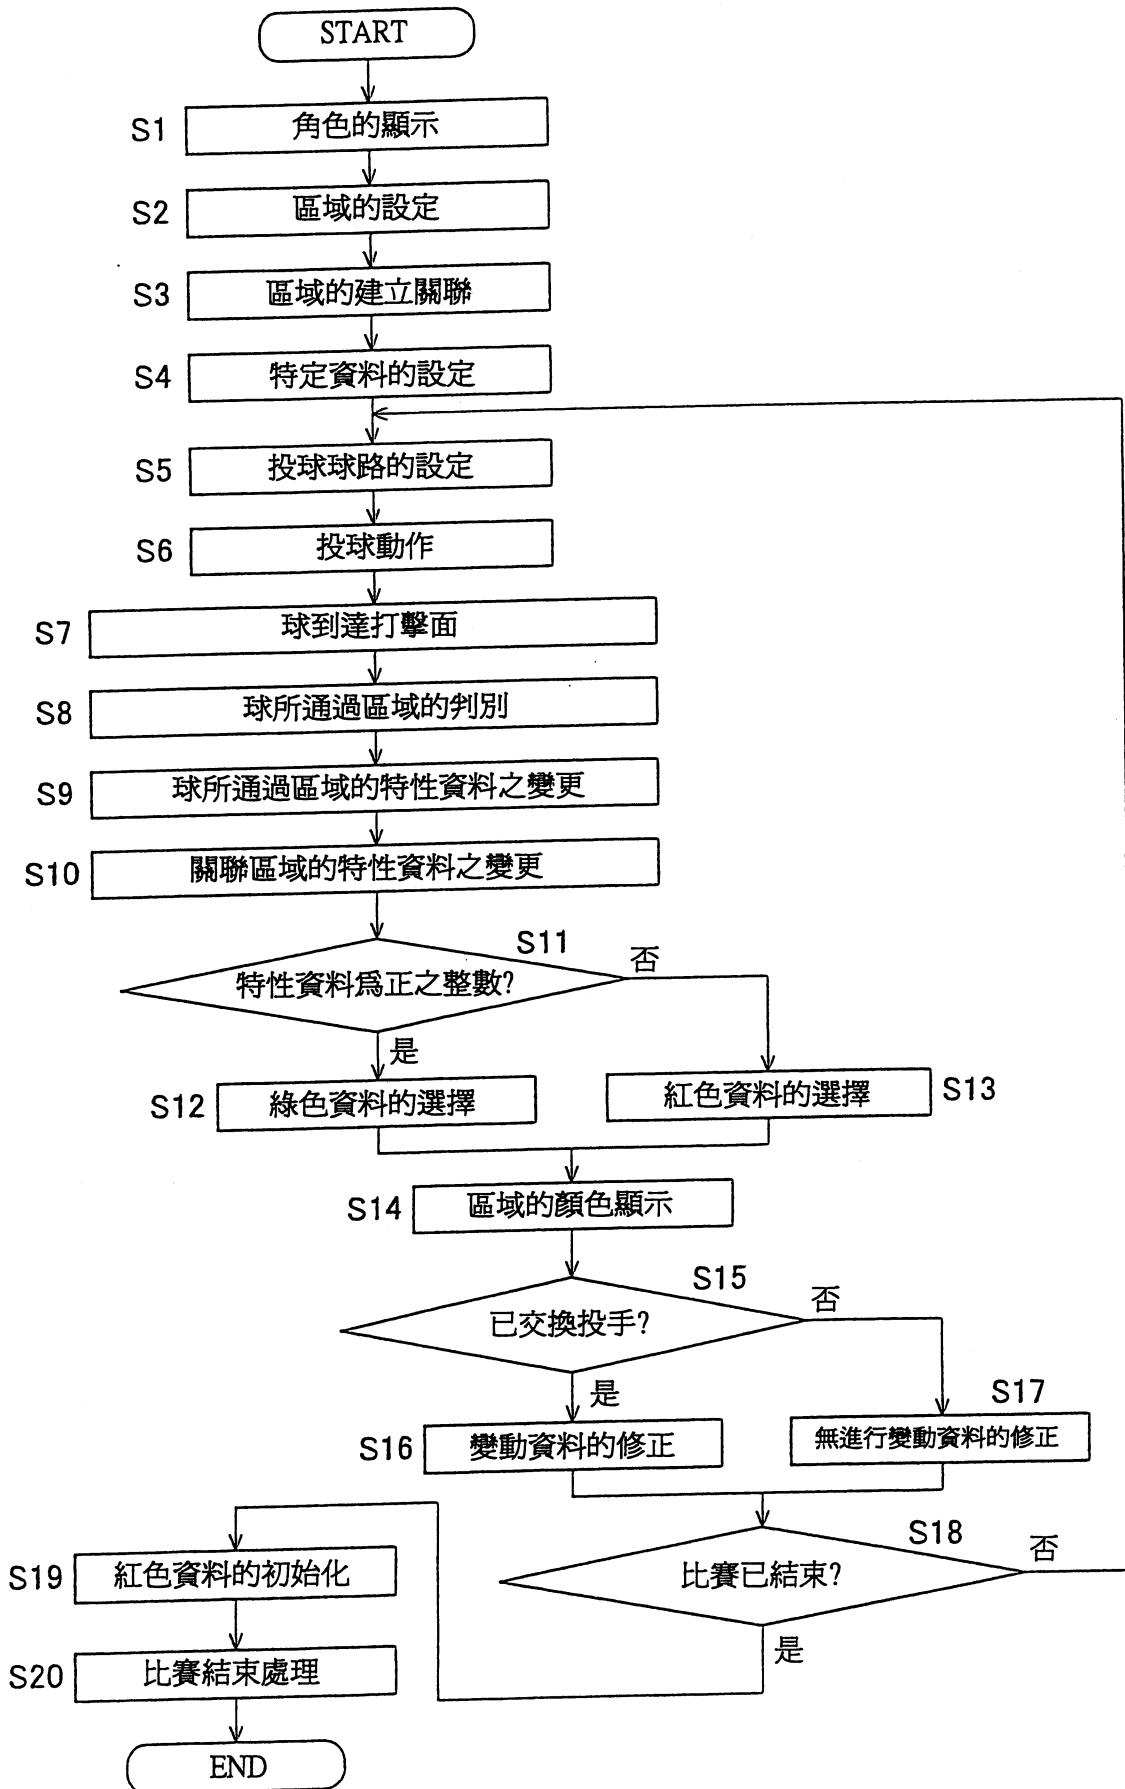 START
S1 角色的顯示
S2 區域的設定
S3 區域的建立關聯
S4 特定資料的設定
S5 投球球路的設定
S6 投球動作
S7 球到達打擊面
S8 球所通過區域的判別
S9 球所通過區域的特性資料之變更
S10 關聯區域的特性資料之變更
S11 否
特性資料爲正之整數?
是
S12 綠色資料的選擇 紅色資料的選擇 S13
S14 區域的顏色顯示
S15 否
已交換投手?
是 S17
S16 變動資料的修正 無進行變動資料的修正
S18 否
比賽已結束?
是
S19 紅色資料的初始化
S20 比賽結束處理
END